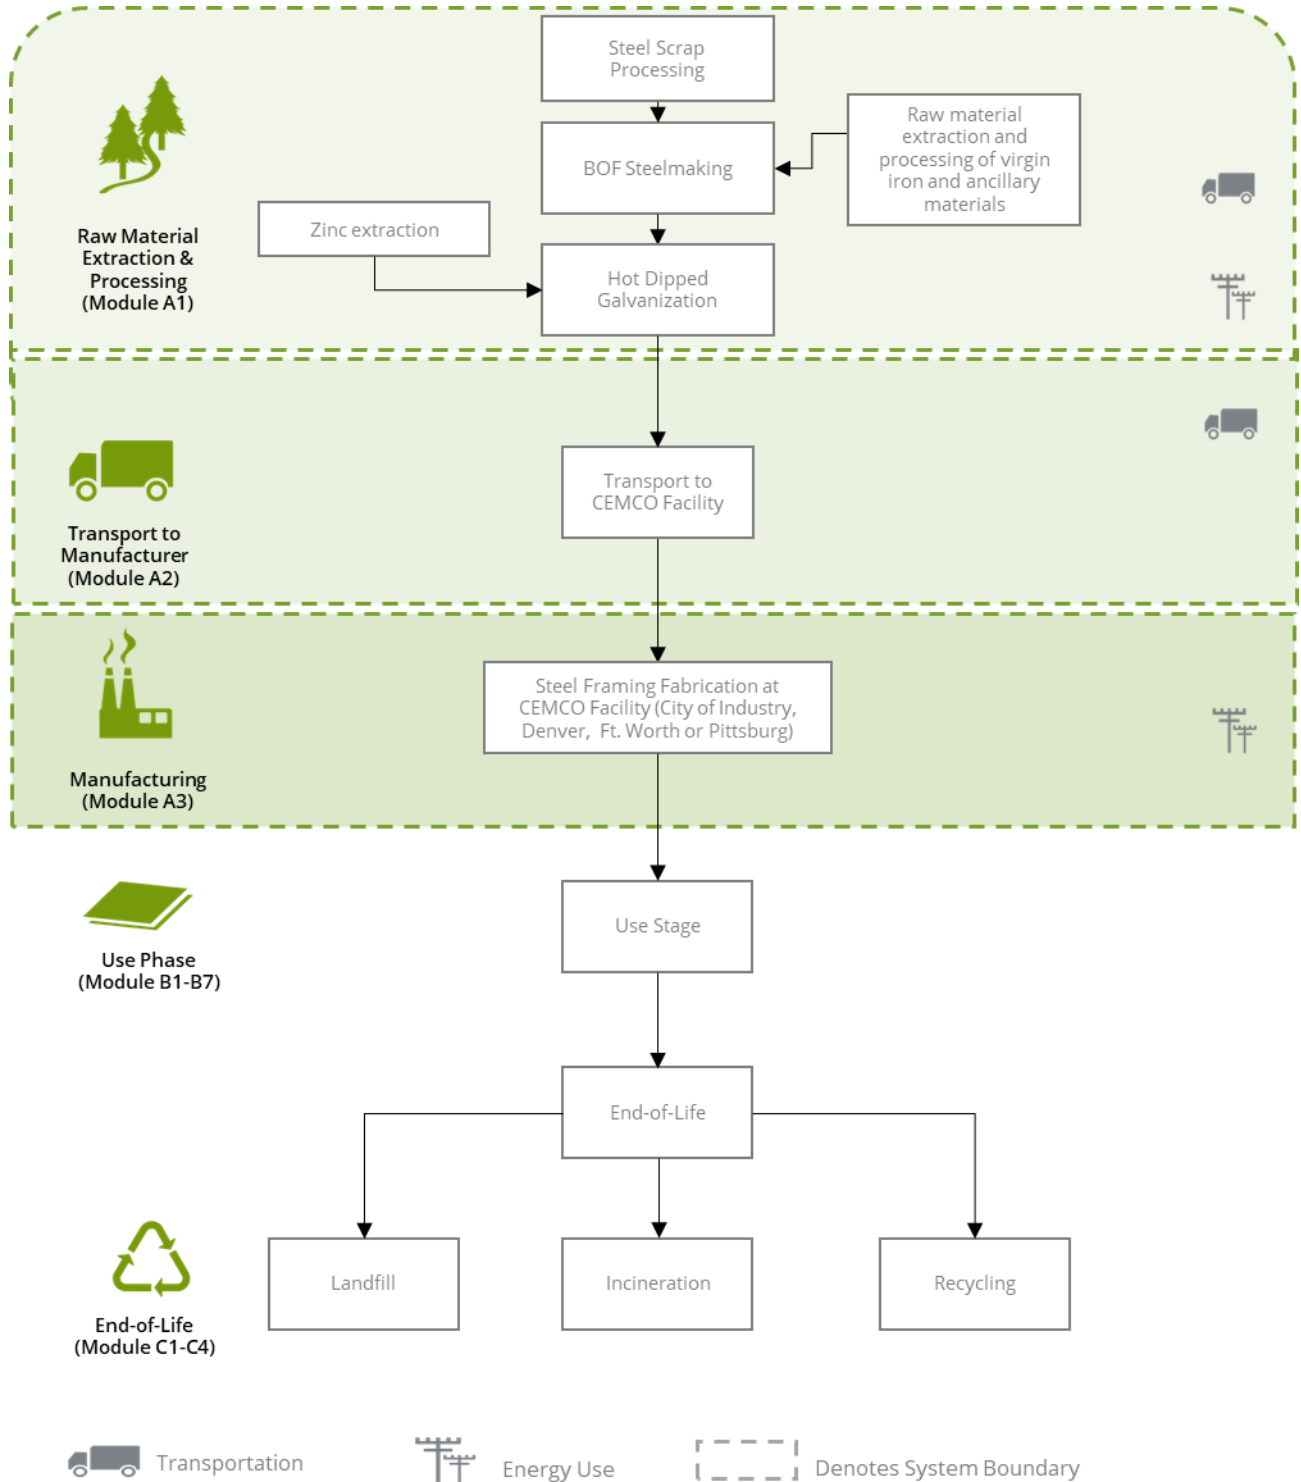 Steel Scrap
Processing
BOF Steelmaking
Raw material
extraction and
processing of virgin
iron and ancillary
materials
Zinc extraction
Hot Dipped
Galvanization
Raw Material
Extraction &
Processing
(Module A1)
Transport to
CEMCO Facility
Transport to
Manufacturer
(Module A2)
Steel Framing Fabrication at
CEMCO Facility (City of Industry,
Denver, Ft. Worth or Pittsburg)
Manufacturing
(Module A3)
Use Stage
Use Phase
(Module B1-B7)
End-of-Life
Landfill
Incineration
Recycling
End-of-Life
(Module C1-C4)
Transportation
Energy Use
Denotes System Boundary